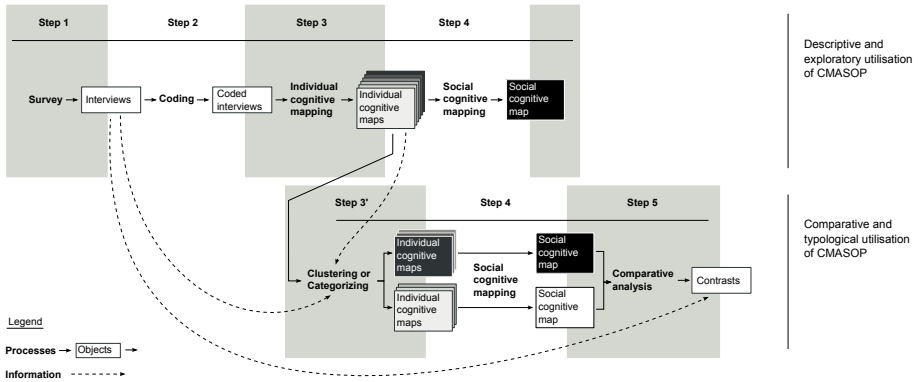 Step 1
Step 2
Step 3
Step 4
Survey
Interviews
Coding
Coded
interviews
Individual
cognitive
mapping
Individual
cognitive
maps
Social
cognitive
mapping
Social
cognitive
map
Descriptive and
exploratory utilisation
of CMASOP
Step 3'
Step 4
Step 5
Clustering or
Categorizing
Individual
cognitive
maps
Individual
cognitive
maps
Social
cognitive
mapping
Social
cognitive
map
Social
cognitive
map
Comparative
analysis
Contrasts
Comparative and
typological utilisation
of CMASOP
Legend
Processes
Objects
Information